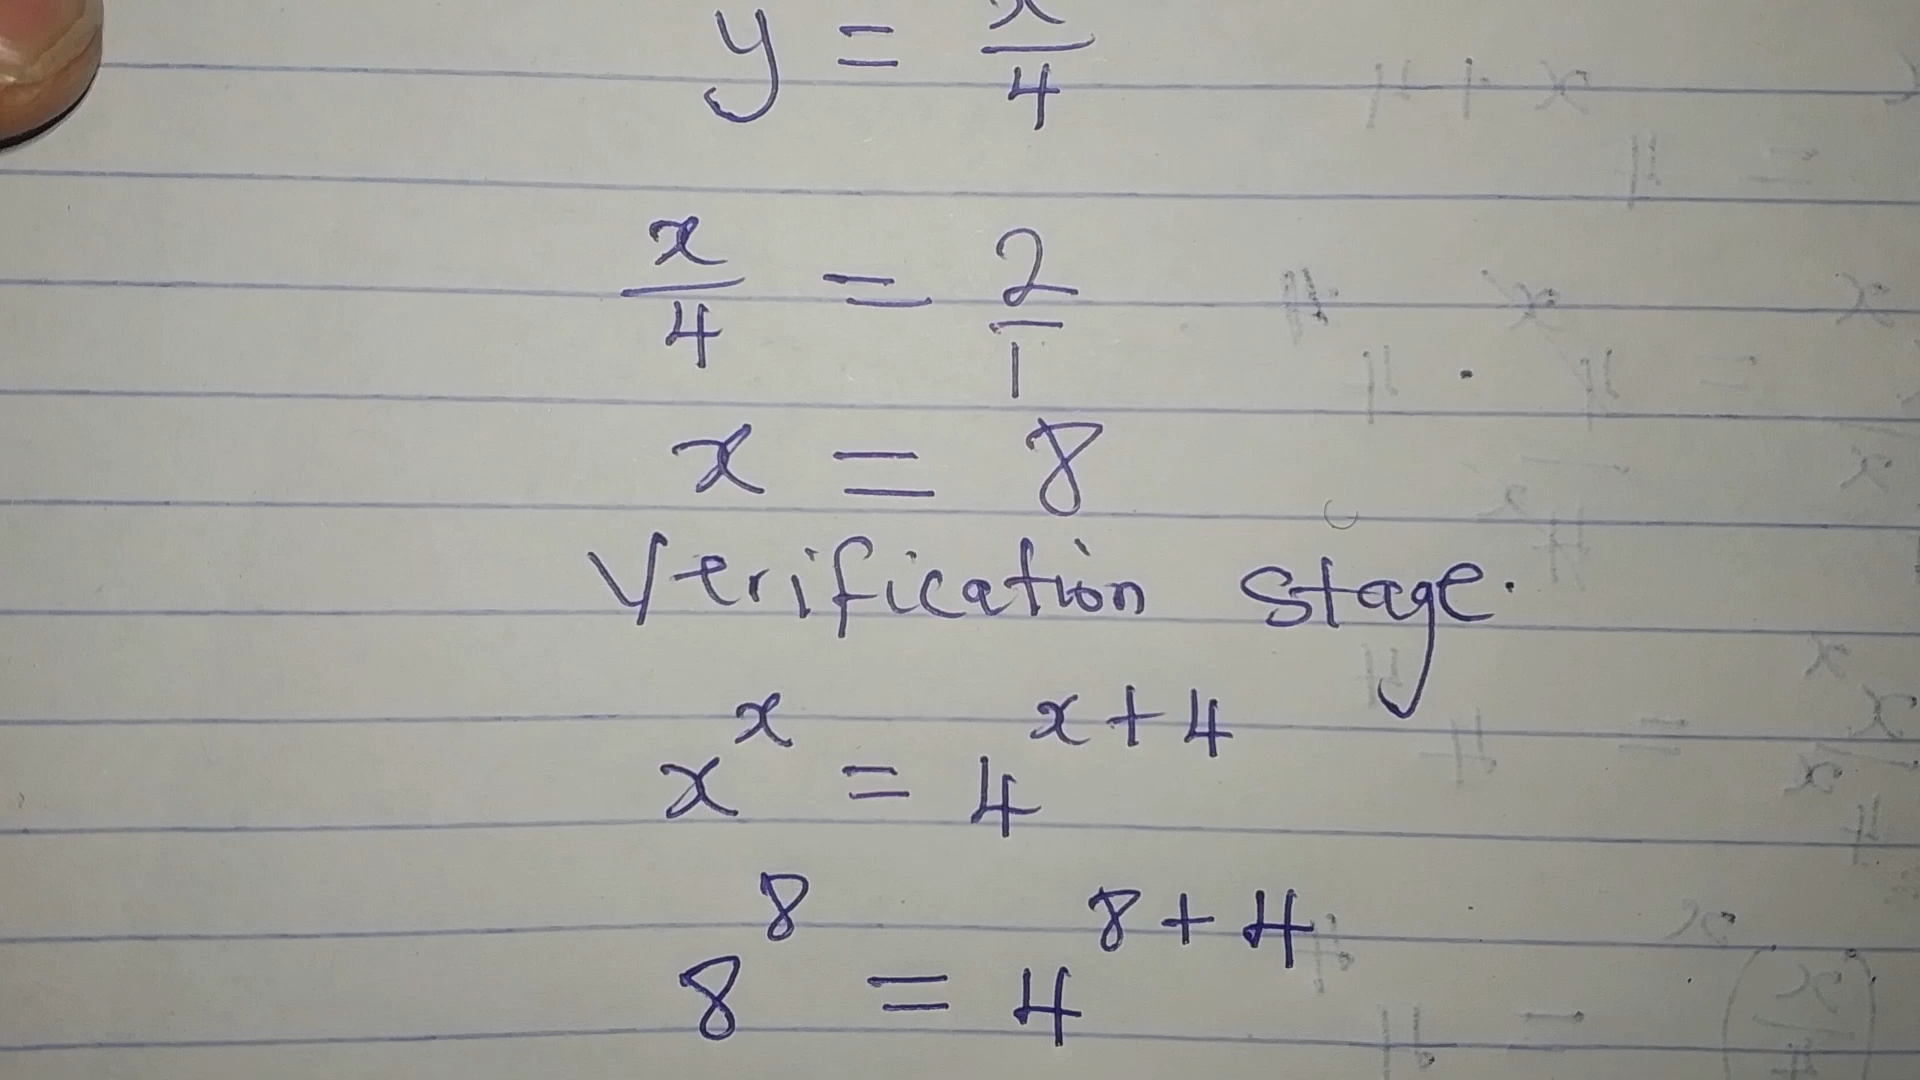 y = x/4
x/4 = 2/1
x = 8
Verification stage.
x^x = 4^(x+4)
8^8 = 4^(8+4)